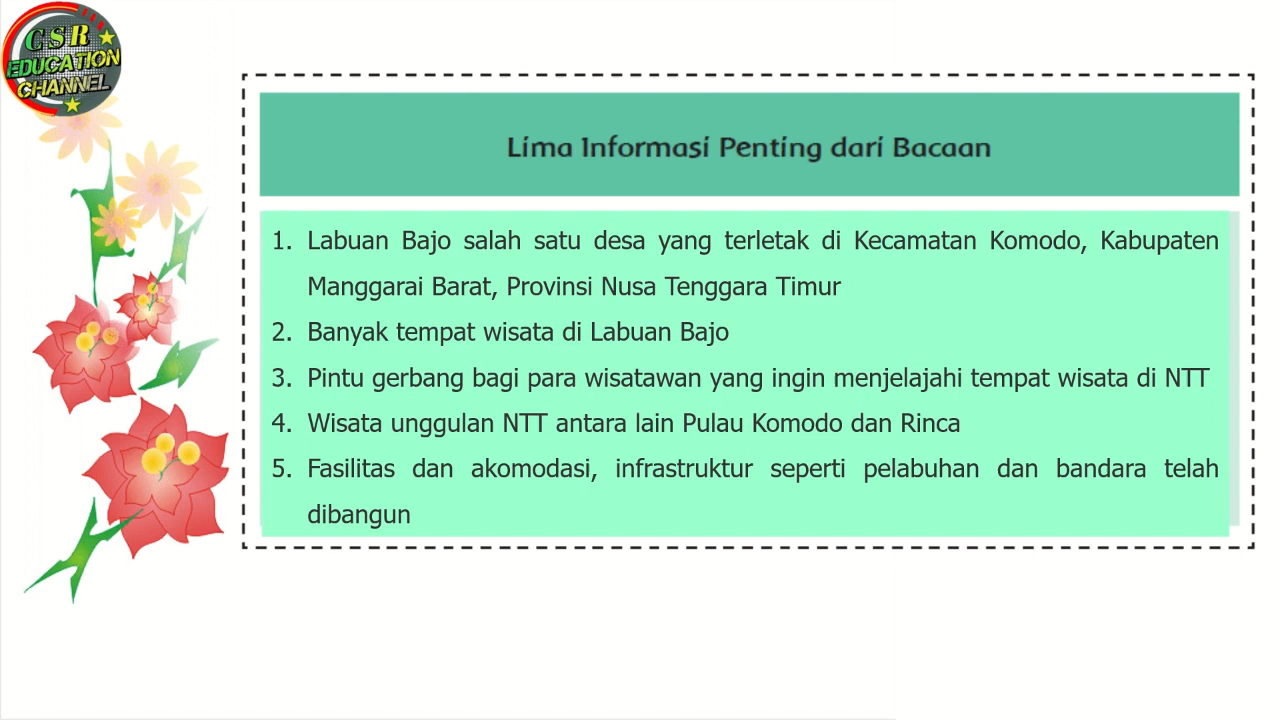 CSR
EDUCATION
CHANNEL
Lima Informasi Penting dari Bacaan
1. Labuan Bajo salah satu desa yang terletak di Kecamatan Komodo, Kabupaten
Manggarai Barat, Provinsi Nusa Tenggara Timur
2. Banyak tempat wisata di Labuan Bajo
3. Pintu gerbang bagi para wisatawan yang ingin menjelajahi tempat wisata di NTT
4. Wisata unggulan NTT antara lain Pulau Komodo dan Rinca
5. Fasilitas dan akomodasi, infrastruktur seperti pelabuhan dan bandara telah
dibangun